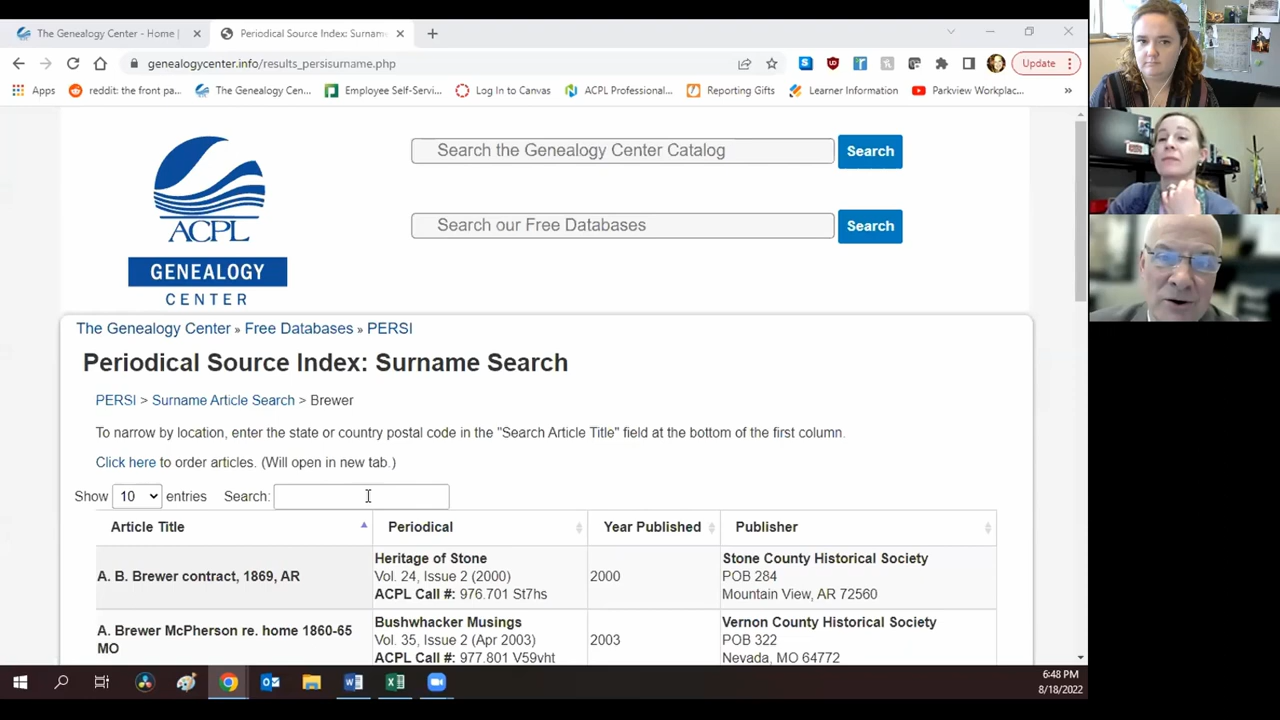 The Genealogy Center - Home |
Periodical Source Index: Surnam
genealogycenter.info/results_persisurname.php
Update
Apps
reddit: the front pa...
The Genealogy Cen...
Employee Self-Servi...
Log In to Canvas
ACPL Professional...
Reporting Gifts
Learner Information
Parkview Workplac...
»
ACPL
GENEALOGY
CENTER
Search the Genealogy Center Catalog
Search
Search our Free Databases
Search
The Genealogy Center » Free Databases » PERSI
Periodical Source Index: Surname Search
PERSI > Surname Article Search > Brewer
To narrow by location, enter the state or country postal code in the "Search Article Title" field at the bottom of the first column.
Click here to order articles. (Will open in new tab.)
Show 10 entries Search:
Article Title Periodical Year Published Publisher
A. B. Brewer contract, 1869, AR
Heritage of Stone
Vol. 24, Issue 2 (2000)
ACPL Call #: 976.701 St7hs
2000
Stone County Historical Society
POB 284
Mountain View, AR 72560
A. Brewer McPherson re. home 1860-65
MO
Bushwhacker Musings
Vol. 35, Issue 2 (Apr 2003)
ACPL Call #: 977.801 V59vht
2003
Vernon County Historical Society
POB 322
Nevada, MO 64772
6:48 PM
8/18/2022